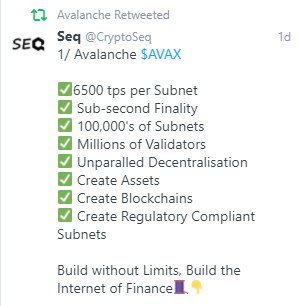 Avalanche Retweeted
SEQ
Seq @CryptoSeq 1d
1/ Avalanche $AVAX
✅6500 tps per Subnet
✅ Sub-second Finality
✅ 100,000's of Subnets
✅ Millions of Validators
✅ Unparalled Decentralisation
✅ Create Assets
✅ Create Blockchains
✅ Create Regulatory Compliant
Subnets
Build without Limits, Build the
Internet of Finance🧵👇